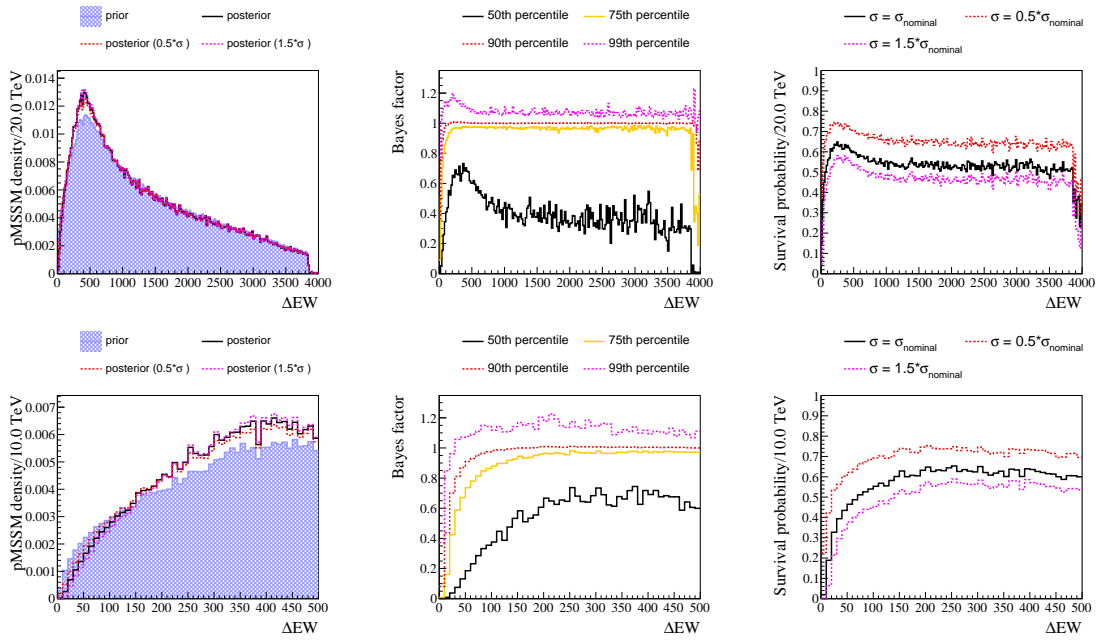 prior posterior
posterior (0.5*σ ) posterior (1.5*σ )
pMSSM density/20.0 TeV
0.014
0.012
0.01
0.008
0.006
0.004
0.002
0
0 500 1000 1500 2000 2500 3000 3500 4000
ΔEW
50th percentile 75th percentile
90th percentile 99th percentile
Bayes factor
1.2
1
0.8
0.6
0.4
0.2
0
0 500 1000 1500 2000 2500 3000 3500 4000
ΔEW
σ = σnominal σ = 0.5*σnominal
σ = 1.5*σnominal
Survival probability/20.0 TeV
1
0.9
0.8
0.7
0.6
0.5
0.4
0.3
0.2
0.1
0
0 500 1000 1500 2000 2500 3000 3500 4000
ΔEW
prior posterior
posterior (0.5*σ ) posterior (1.5*σ )
pMSSM density/10.0 TeV
0.007
0.006
0.005
0.004
0.003
0.002
0.001
0
0 50 100 150 200 250 300 350 400 450 500
ΔEW
50th percentile 75th percentile
90th percentile 99th percentile
Bayes factor
1.2
1
0.8
0.6
0.4
0.2
0
0 50 100 150 200 250 300 350 400 450 500
ΔEW
σ = σnominal σ = 0.5*σnominal
σ = 1.5*σnominal
Survival probability/10.0 TeV
1
0.9
0.8
0.7
0.6
0.5
0.4
0.3
0.2
0.1
0
0 50 100 150 200 250 300 350 400 450 500
ΔEW